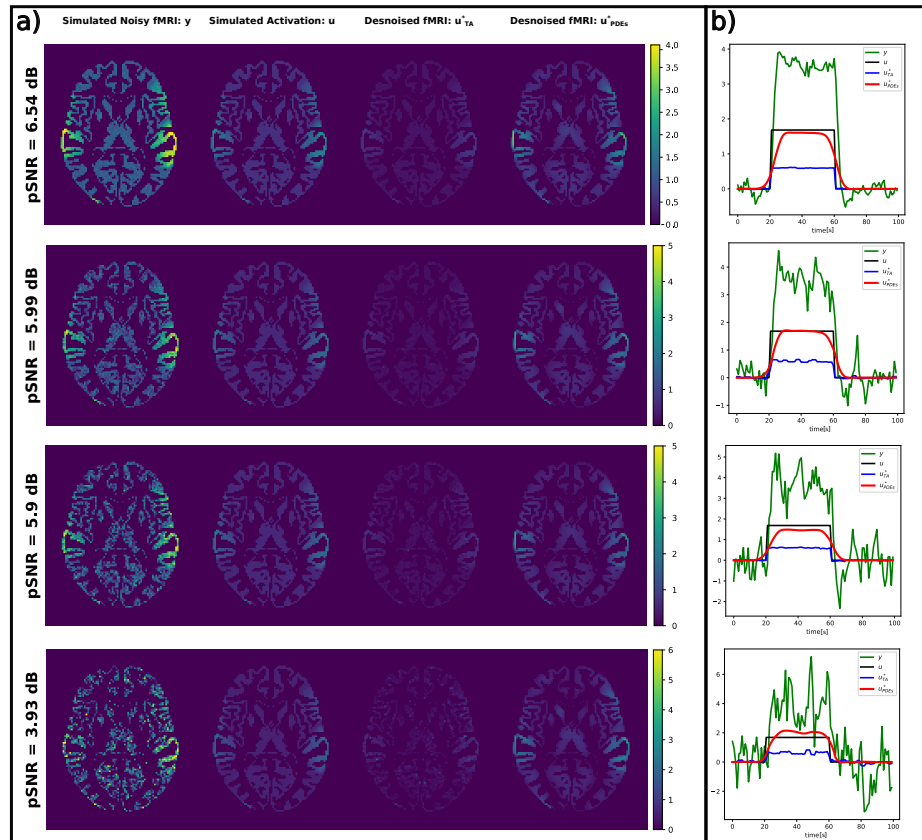 a)
Simulated Noisy fMRI: y
Simulated Activation: u
Desnoised fMRI: u*TA
Desnoised fMRI: u*PDEs
pSNR = 6.54 dB
4.0
3.5
3.0
2.5
2.0
1.5
1.0
0.5
0.0
pSNR = 5.99 dB
5
4
3
2
1
0
pSNR = 5.9 dB
5
4
3
2
1
0
pSNR = 3.93 dB
6
5
4
3
2
1
0
b)
4
3
2
1
0
y
u
u*TA
u*PDEs
0 20 40 60 80 100
time[s]
4
3
2
1
0
−1
y
u
u*TA
u*PDEs
0 20 40 60 80 100
time[s]
5
4
3
2
1
0
−1
−2
y
u
u*TA
u*PDEs
0 20 40 60 80 100
time[s]
6
4
2
0
−2
y
u
u*TA
u*PDEs
0 20 40 60 80 100
time[s]